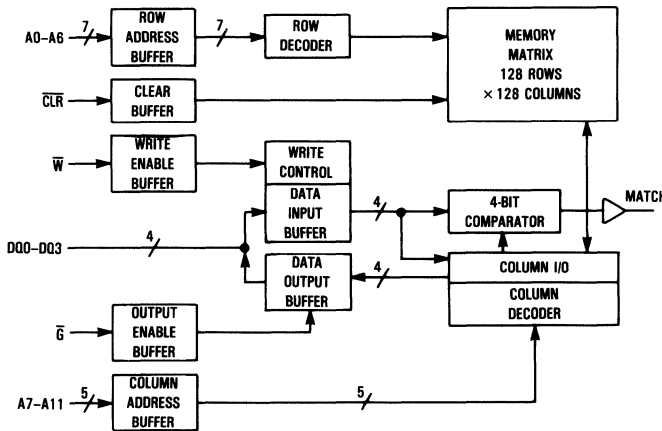 A0–A6
7
ROW
ADDRESS
BUFFER
7
ROW
DECODER
MEMORY
MATRIX
128 ROWS
× 128 COLUMNS
C̅L̅R̅
CLEAR
BUFFER
W̅
WRITE
ENABLE
BUFFER
WRITE
CONTROL
DATA
INPUT
BUFFER
4
4-BIT
COMPARATOR
MATCH
DQ0–DQ3
4
DATA
OUTPUT
BUFFER
4
COLUMN I/O
COLUMN
DECODER
G̅
OUTPUT
ENABLE
BUFFER
A7–A11
5
COLUMN
ADDRESS
BUFFER
5